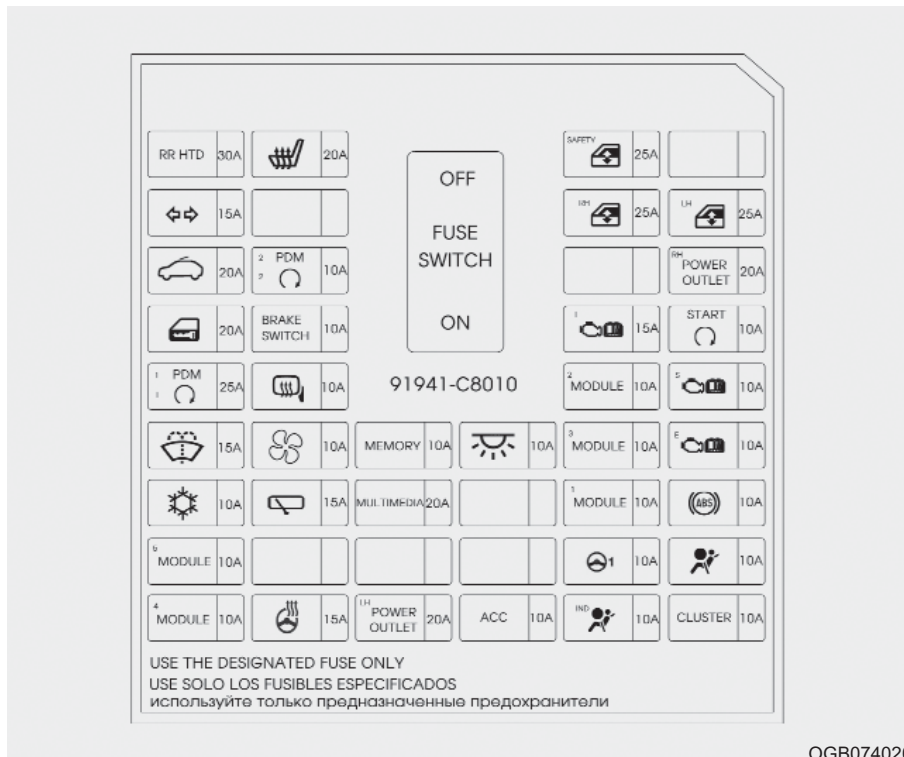 RR HTD 30A 20A SAFETY 25A
15A RH 25A LH 25A
20A 2 PDM 2 10A RH POWER OUTLET 20A
20A BRAKE SWITCH 10A I 15A START 10A
1 PDM 1 25A 10A 2 MODULE 10A S 10A
OFF
FUSE
SWITCH
ON
91941-C8010
15A 10A MEMORY 10A 10A 3 MODULE 10A E 10A
10A 15A MULTIMEDIA 20A 1 MODULE 10A (ABS) 10A
5 MODULE 10A 1 10A 10A
4 MODULE 10A 15A LH POWER OUTLET 20A ACC 10A IND 10A CLUSTER 10A
USE THE DESIGNATED FUSE ONLY
USE SOLO LOS FUSIBLES ESPECIFICADOS
используйте только предназначенные предохранители